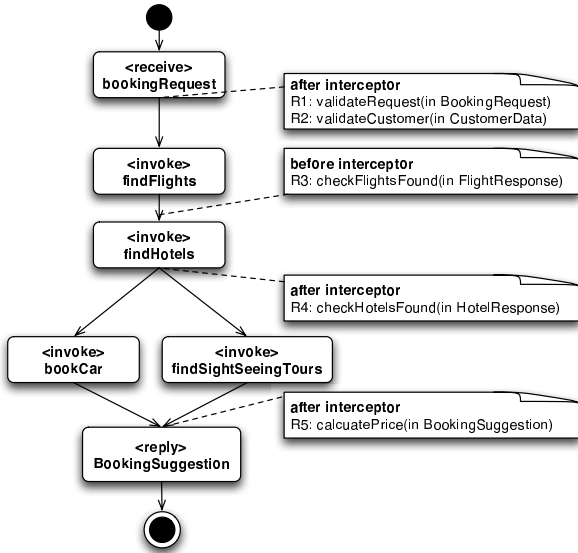 <receive>
bookingRequest
after interceptor
R1: validateRequest(in BookingRequest)
R2: validateCustomer(in CustomerData)
<invoke>
findFlights
before interceptor
R3: checkFlightsFound(in FlightResponse)
<invoke>
findHotels
after interceptor
R4: checkHotelsFound(in HotelResponse)
<invoke>
bookCar
<invoke>
findSightSeeingTours
after interceptor
R5: calcuatePrice(in BookingSuggestion)
<reply>
BookingSuggestion